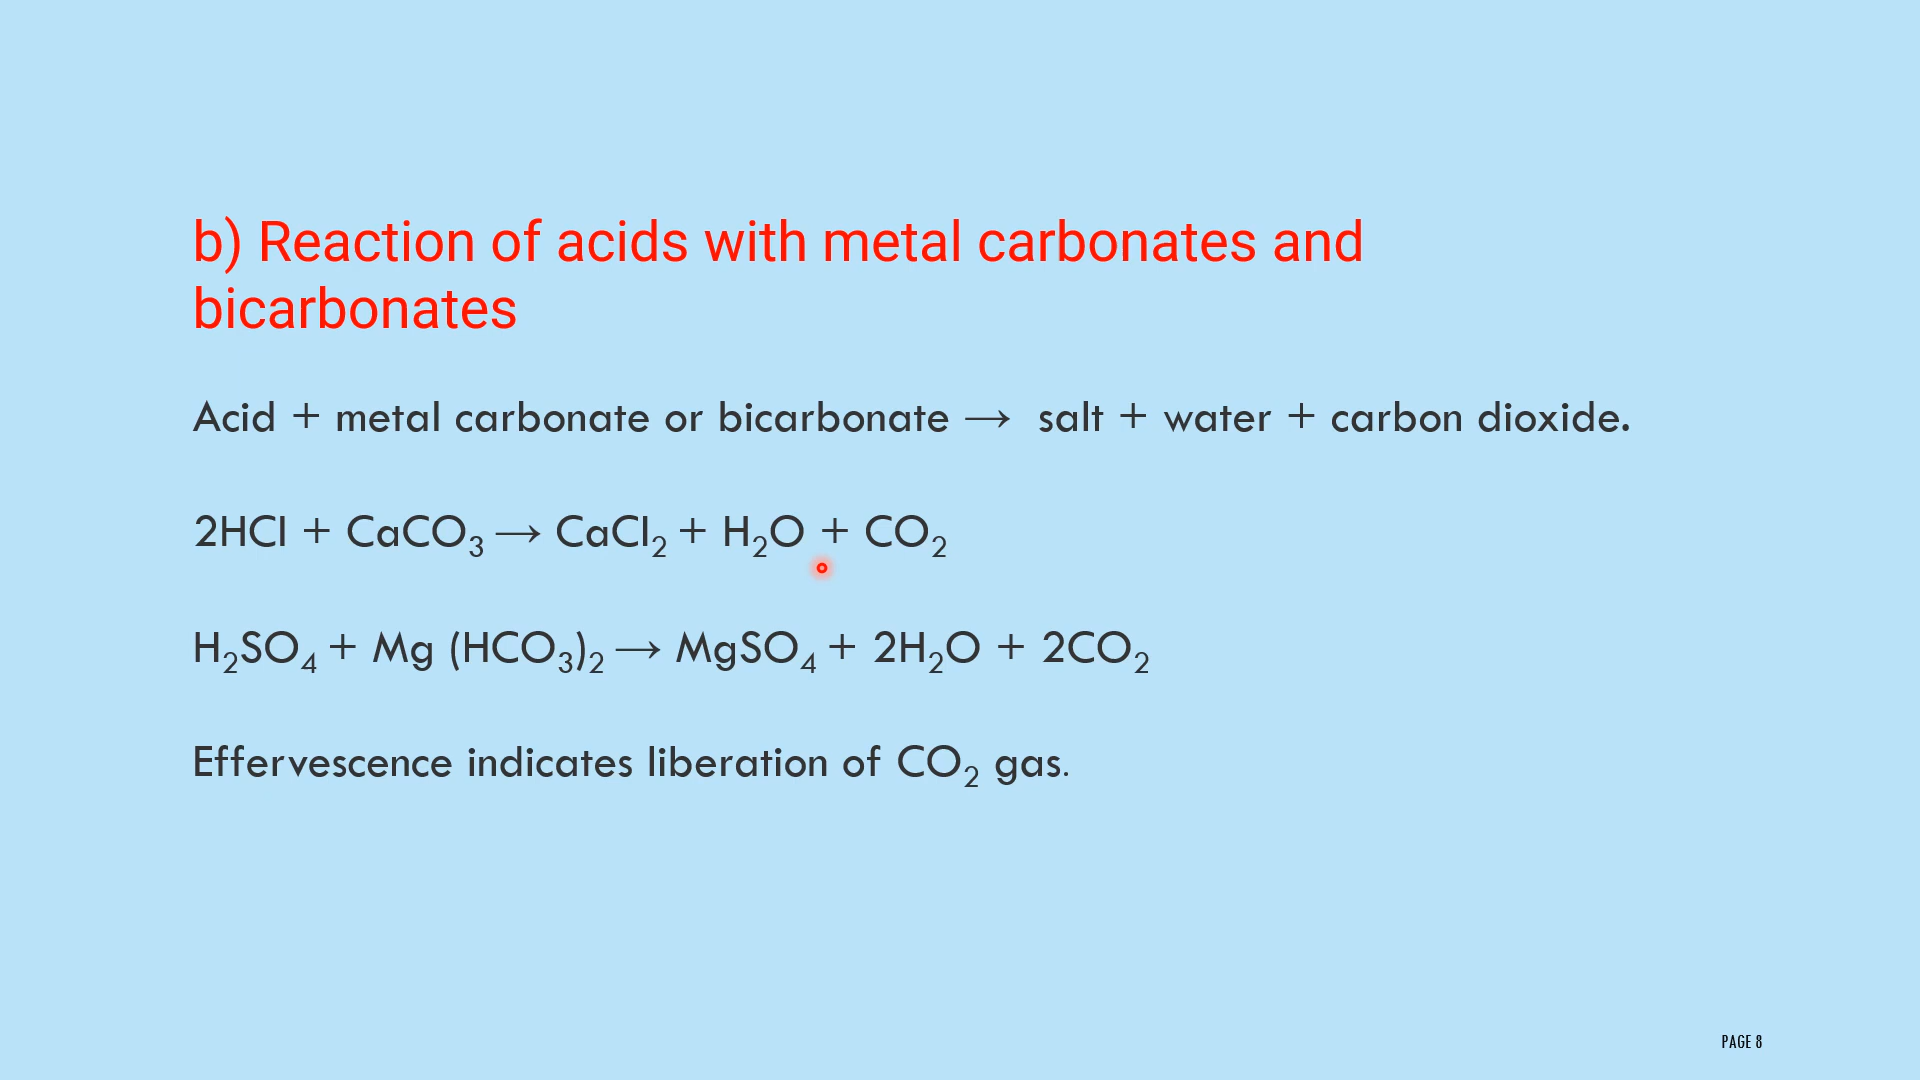 b) Reaction of acids with metal carbonates and
bicarbonates
Acid + metal carbonate or bicarbonate → salt + water + carbon dioxide.
2HCl + CaCO₃ → CaCl₂ + H₂O + CO₂
H₂SO₄ + Mg (HCO₃)₂ → MgSO₄ + 2H₂O + 2CO₂
Effervescence indicates liberation of CO₂ gas.
PAGE 8